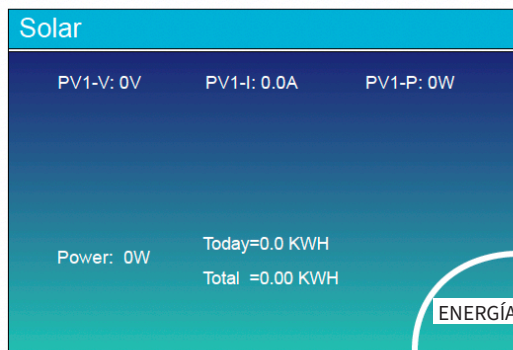 Solar
PV1-V: 0V PV1-I: 0.0A PV1-P: 0W
Today=0.0 KWH
Power: 0W
Total =0.00 KWH
ENERGÍA